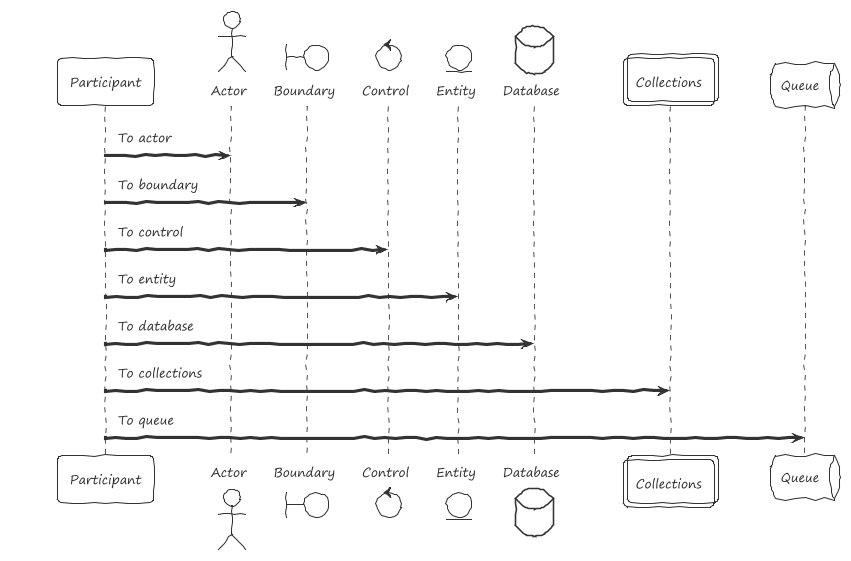 Participant
Actor
Boundary
Control
Entity
Database
Collections
Queue
To actor
To boundary
To control
To entity
To database
To collections
To queue
Participant
Actor
Boundary
Control
Entity
Database
Collections
Queue